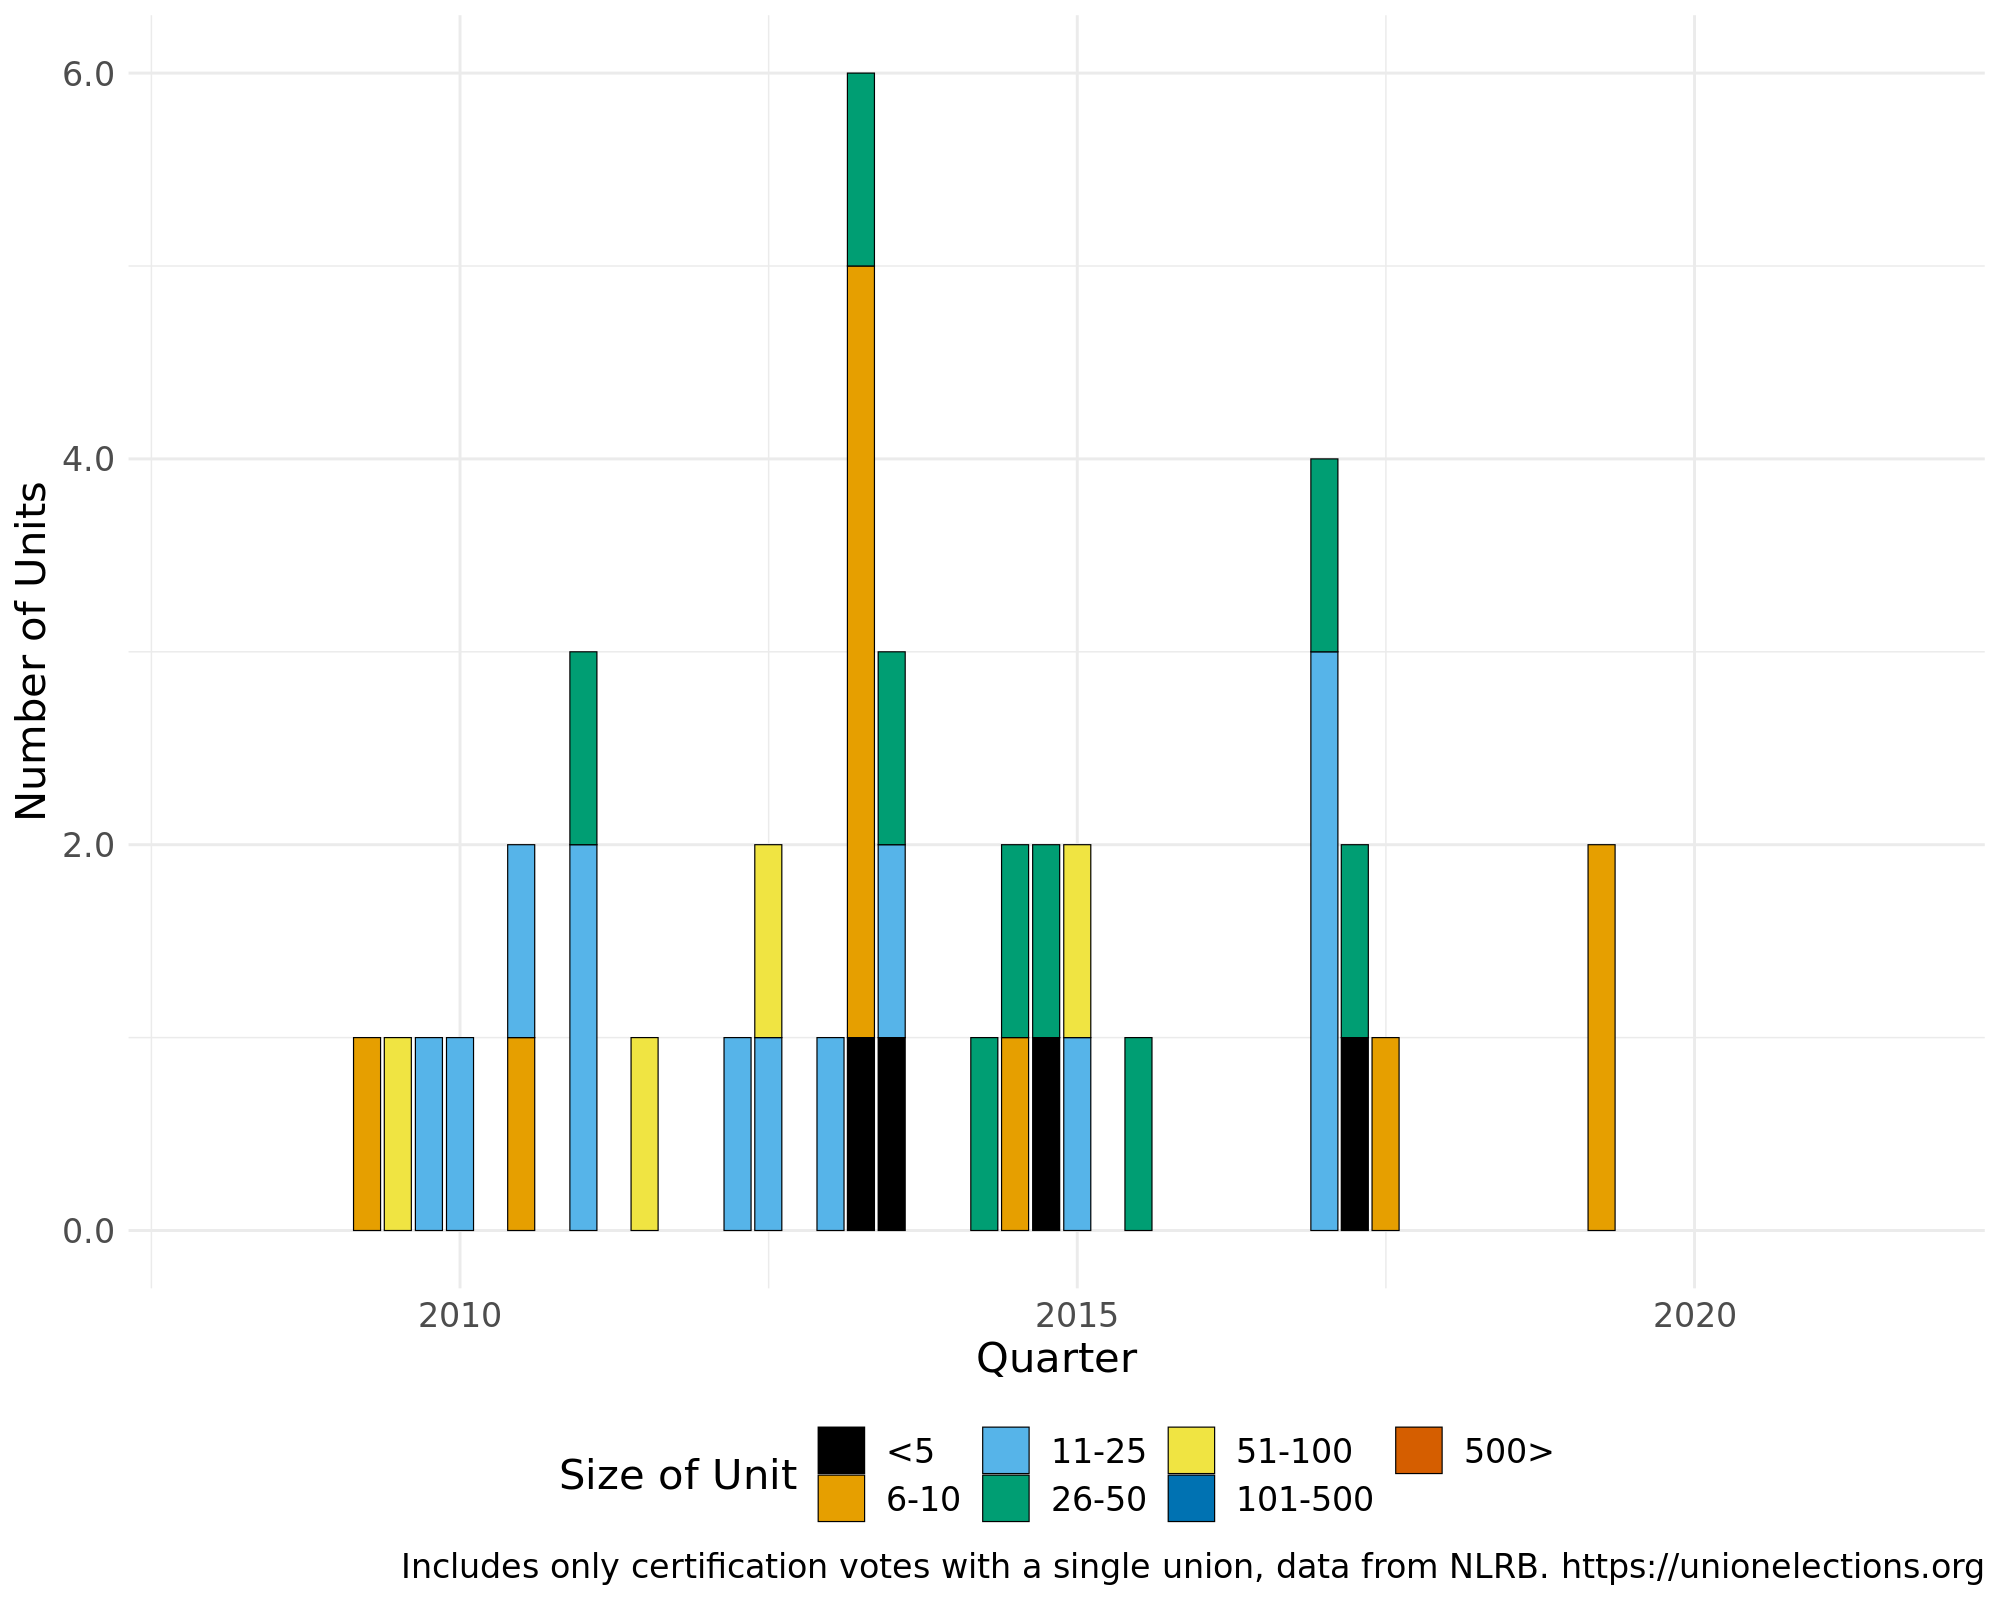 6.0
4.0
2.0
0.0
Number of Units
2010 2015 2020
Quarter
Size of Unit
<5 11-25 51-100 500>
6-10 26-50 101-500
Includes only certification votes with a single union, data from NLRB. https://unionelections.org